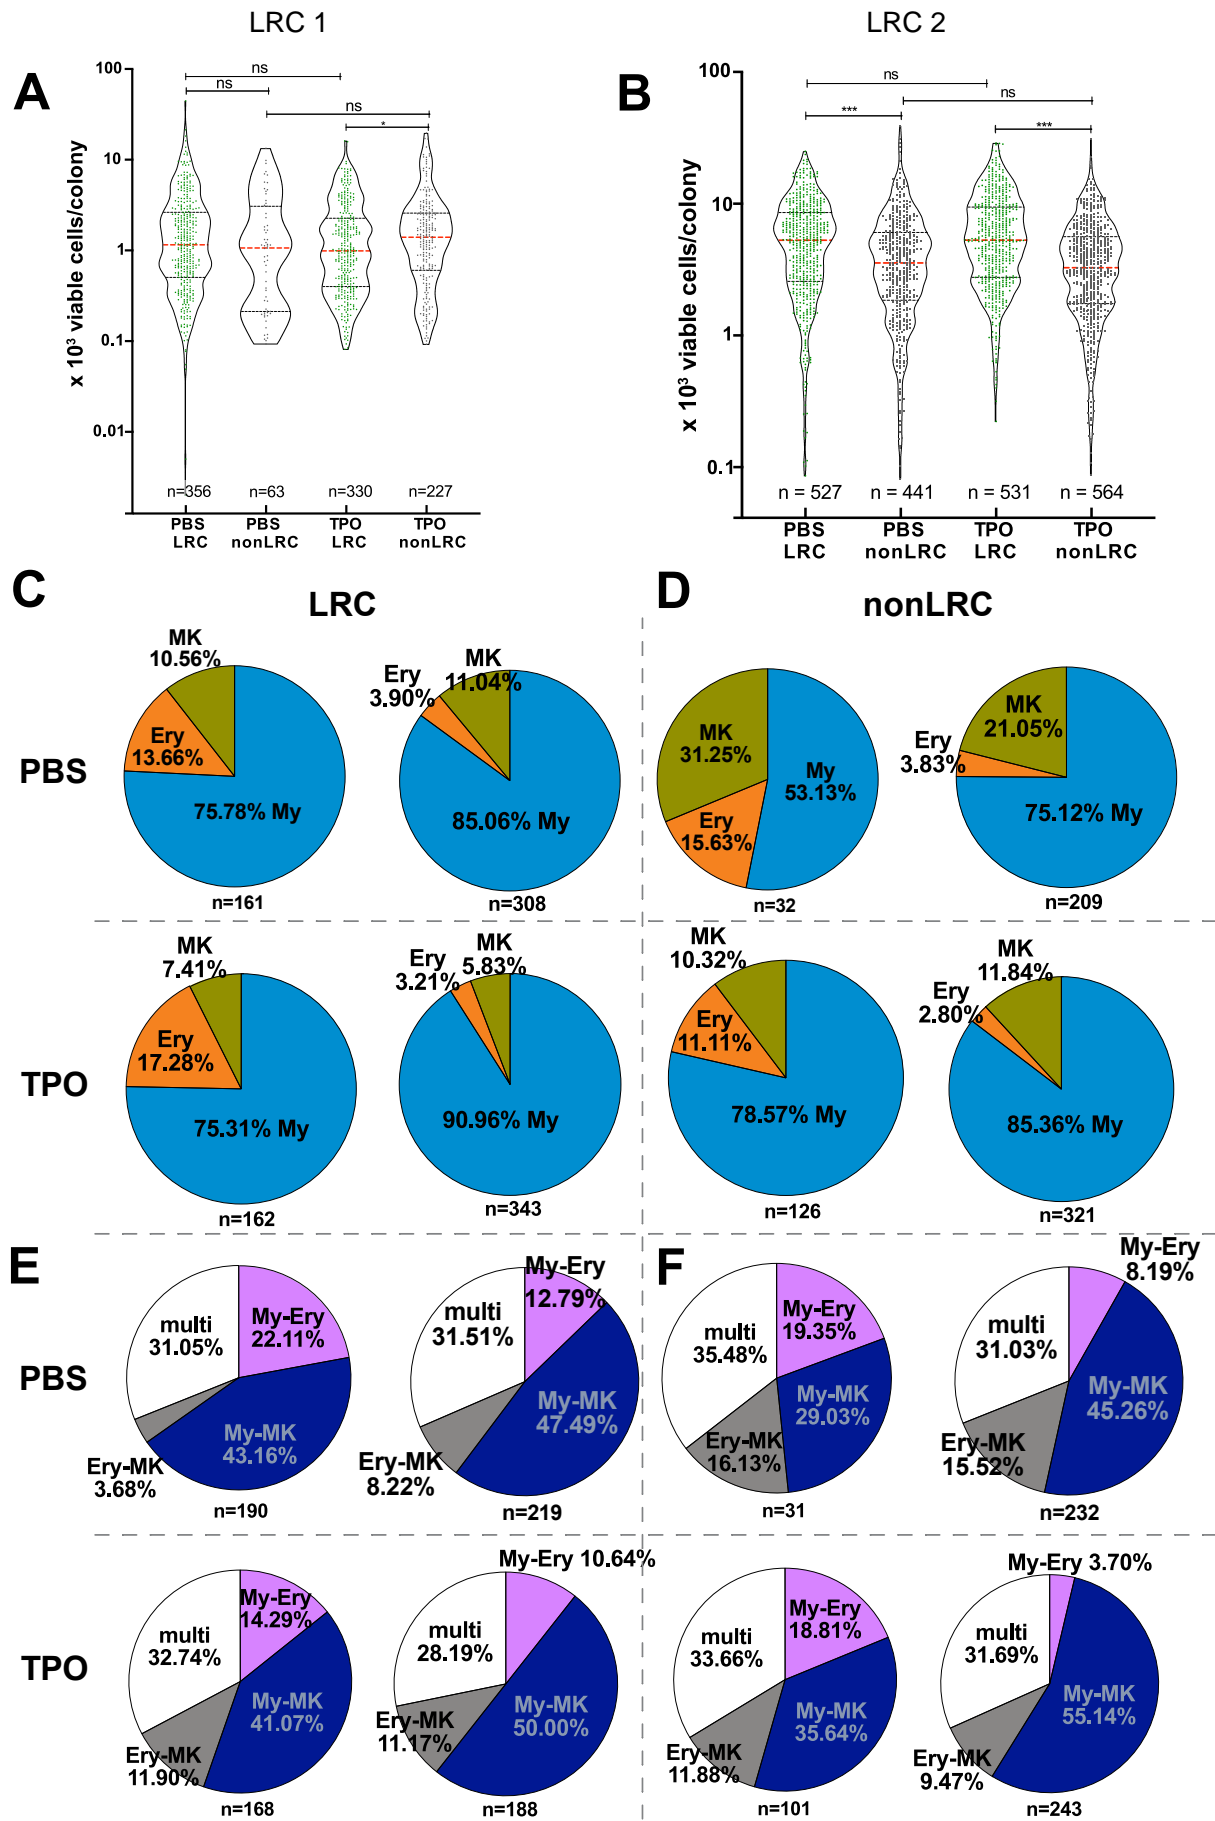 LRC 1
LRC 2
A
B
100
10
1
0.1
0.01
x 10³ viable cells/colony
ns
ns
ns
*
n=356
n=63
n=330
n=227
PBS
LRC
PBS
nonLRC
TPO
LRC
TPO
nonLRC
100
10
1
0.1
x 10³ viable cells/colony
ns
ns
***
***
n = 527
n = 441
n = 531
n = 564
PBS
LRC
PBS
nonLRC
TPO
LRC
TPO
nonLRC
C
LRC
D
nonLRC
PBS
MK
10.56%
Ery
13.66%
75.78% My
n=161
Ery
3.90%
MK
11.04%
85.06% My
n=308
MK
31.25%
My
53.13%
Ery
15.63%
n=32
MK
21.05%
Ery
3.83%
75.12% My
n=209
TPO
MK
7.41%
Ery
17.28%
75.31% My
n=162
Ery
3.21%
MK
5.83%
90.96% My
n=343
MK
10.32%
Ery
11.11%
78.57% My
n=126
MK
11.84%
Ery
2.80%
85.36% My
n=321
E
F
PBS
multi
31.05%
My-Ery
22.11%
My-MK
43.16%
Ery-MK
3.68%
n=190
My-Ery
12.79%
multi
31.51%
My-MK
47.49%
Ery-MK
8.22%
n=219
multi
35.48%
My-Ery
19.35%
My-MK
29.03%
Ery-MK
16.13%
n=31
My-Ery
8.19%
multi
31.03%
My-MK
45.26%
Ery-MK
15.52%
n=232
TPO
My-Ery
14.29%
multi
32.74%
My-MK
41.07%
Ery-MK
11.90%
n=168
My-Ery 10.64%
multi
28.19%
My-MK
50.00%
Ery-MK
11.17%
n=188
My-Ery
18.81%
multi
33.66%
My-MK
35.64%
Ery-MK
11.88%
n=101
My-Ery 3.70%
multi
31.69%
My-MK
55.14%
Ery-MK
9.47%
n=243